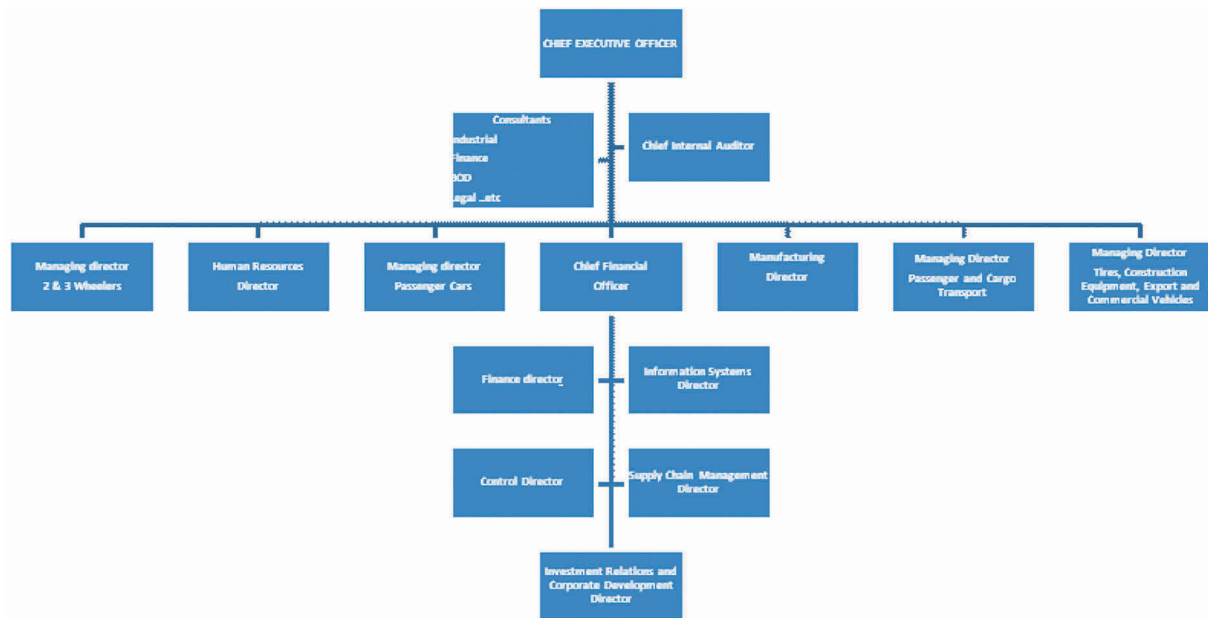 CHIEF EXECUTIVE OFFICER
Consultants
Industrial
Finance
BOD
Legal ..etc
Chief Internal Auditor
Managing director
2 & 3 Wheelers
Human Resources
Director
Managing director
Passenger Cars
Chief Financial
Officer
Manufacturing
Director
Managing Director
Passenger and Cargo
Transport
Managing Director
Tires, Construction
Equipment, Export and
Commercial Vehicles
Finance director
Information Systems
Director
Control Director
Supply Chain Management
Director
Investment Relations and
Corporate Development
Director